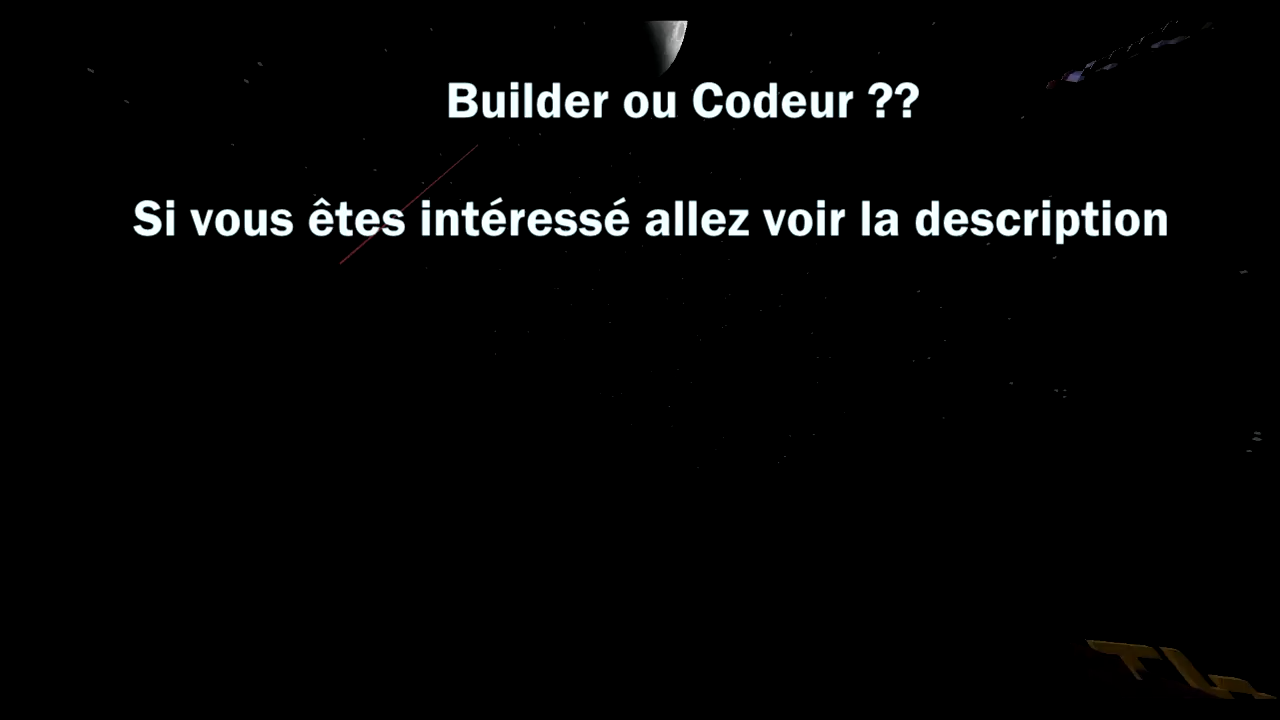 Builder ou Codeur ??
Si vous êtes intéressé allez voir la description